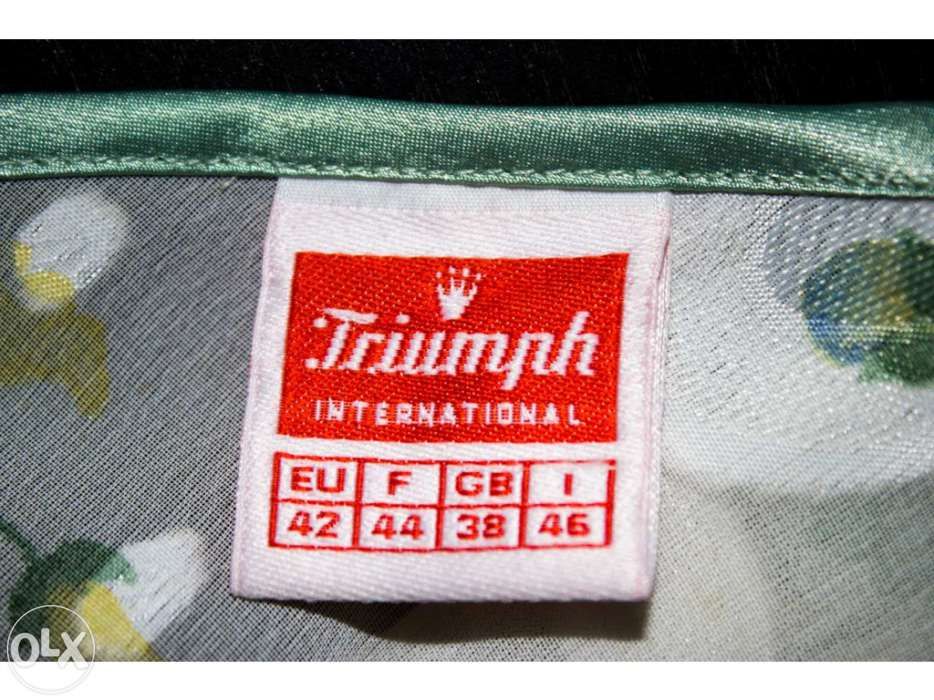 Triumph
INTERNATIONAL
EU F GB I
42 44 38 46
OLX